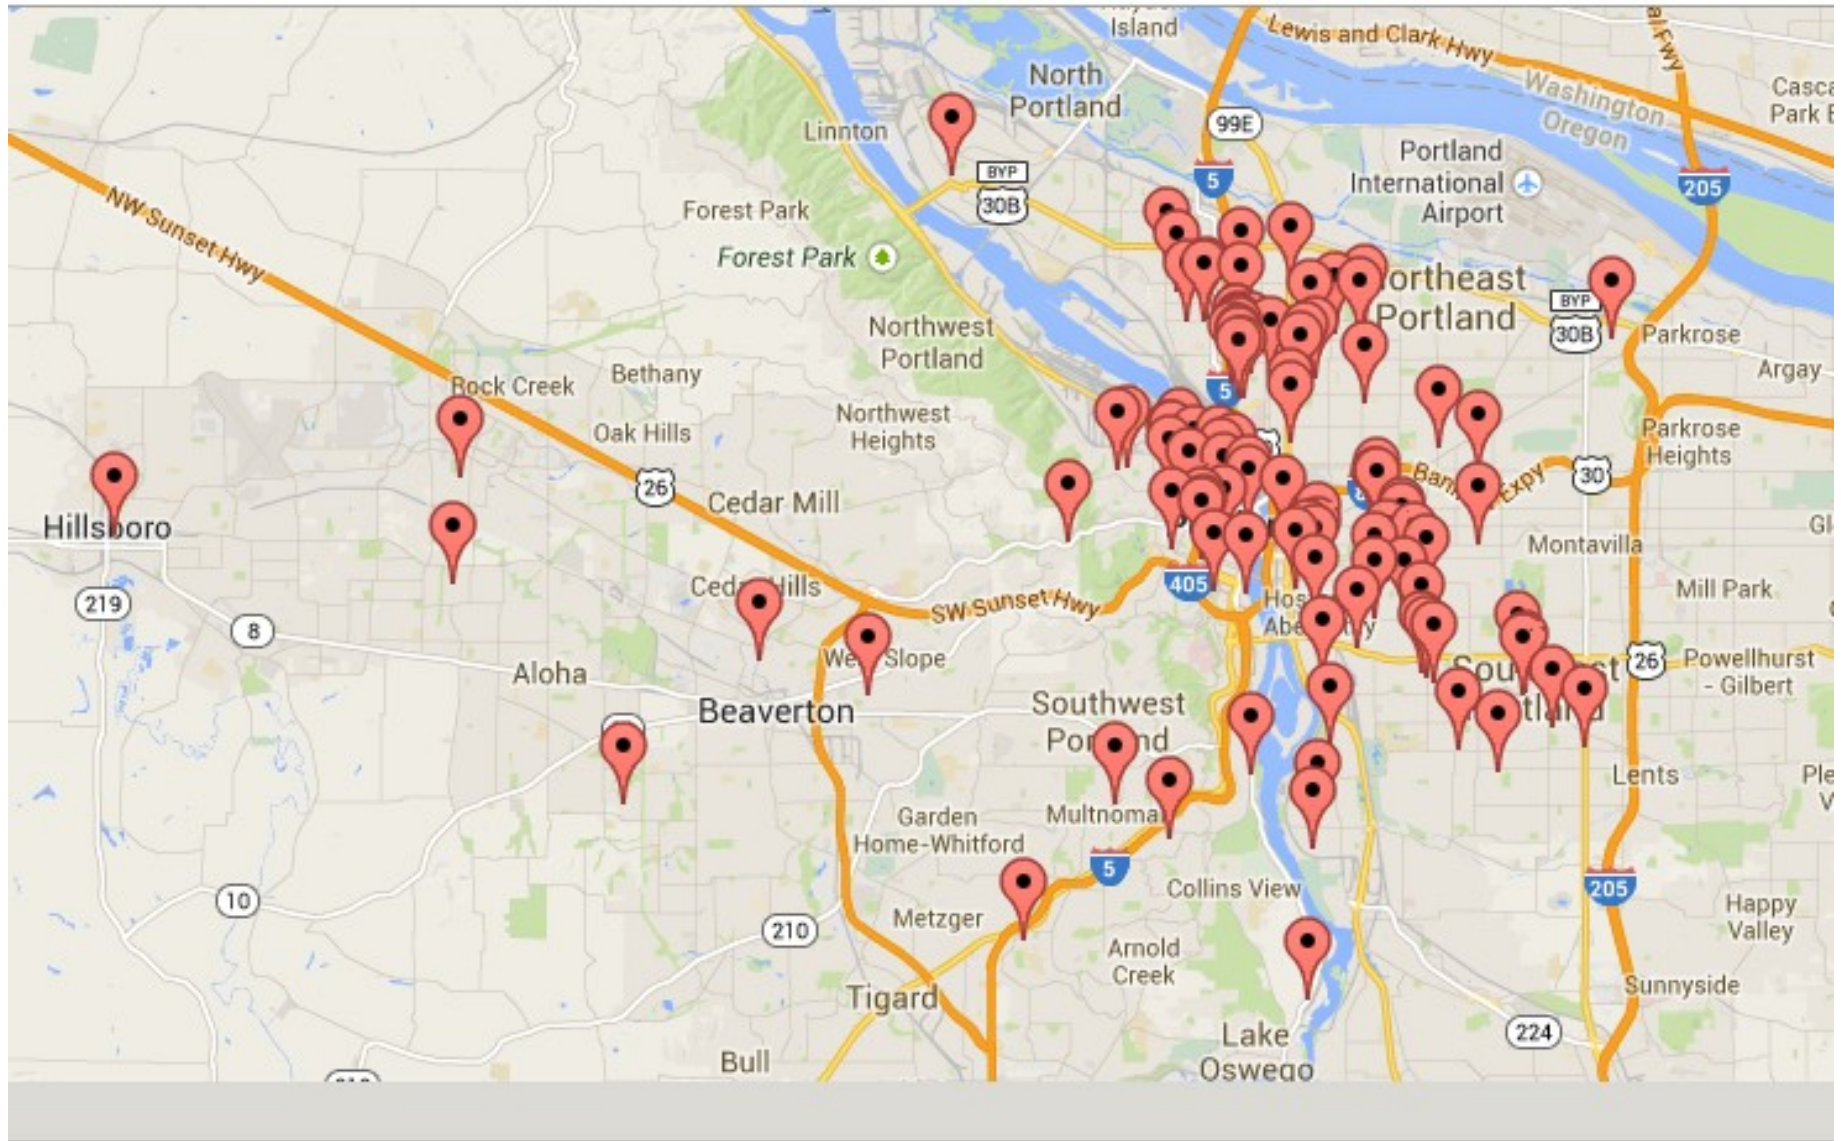 Island
Lewis and Clark Hwy
North
Portland
Washington
Oregon
Linnton
99E
Portland
International
Airport
BYP
30B
5
205
NW Sunset Hwy
Forest Park
Forest Park
ortheast
Portland
BYP
30B
Parkrose
Northwest
Portland
Argay
Rock Creek
Bethany
5
Northwest
Heights
Oak Hills
Parkrose
Heights
26
Cedar Mill
30
Expy
Hillsboro
Montavilla
219
405
Mill Park
SW Sunset Hwy
8
Aloha
26
Powellhurst
- Gilbert
Beaverton
Southwest
Lents
Garden
Home-Whitford
5
Collins View
205
10
Metzger
210
Happy
Valley
Arnold
Creek
Tigard
Sunnyside
224
Lake
Oswego
Bull